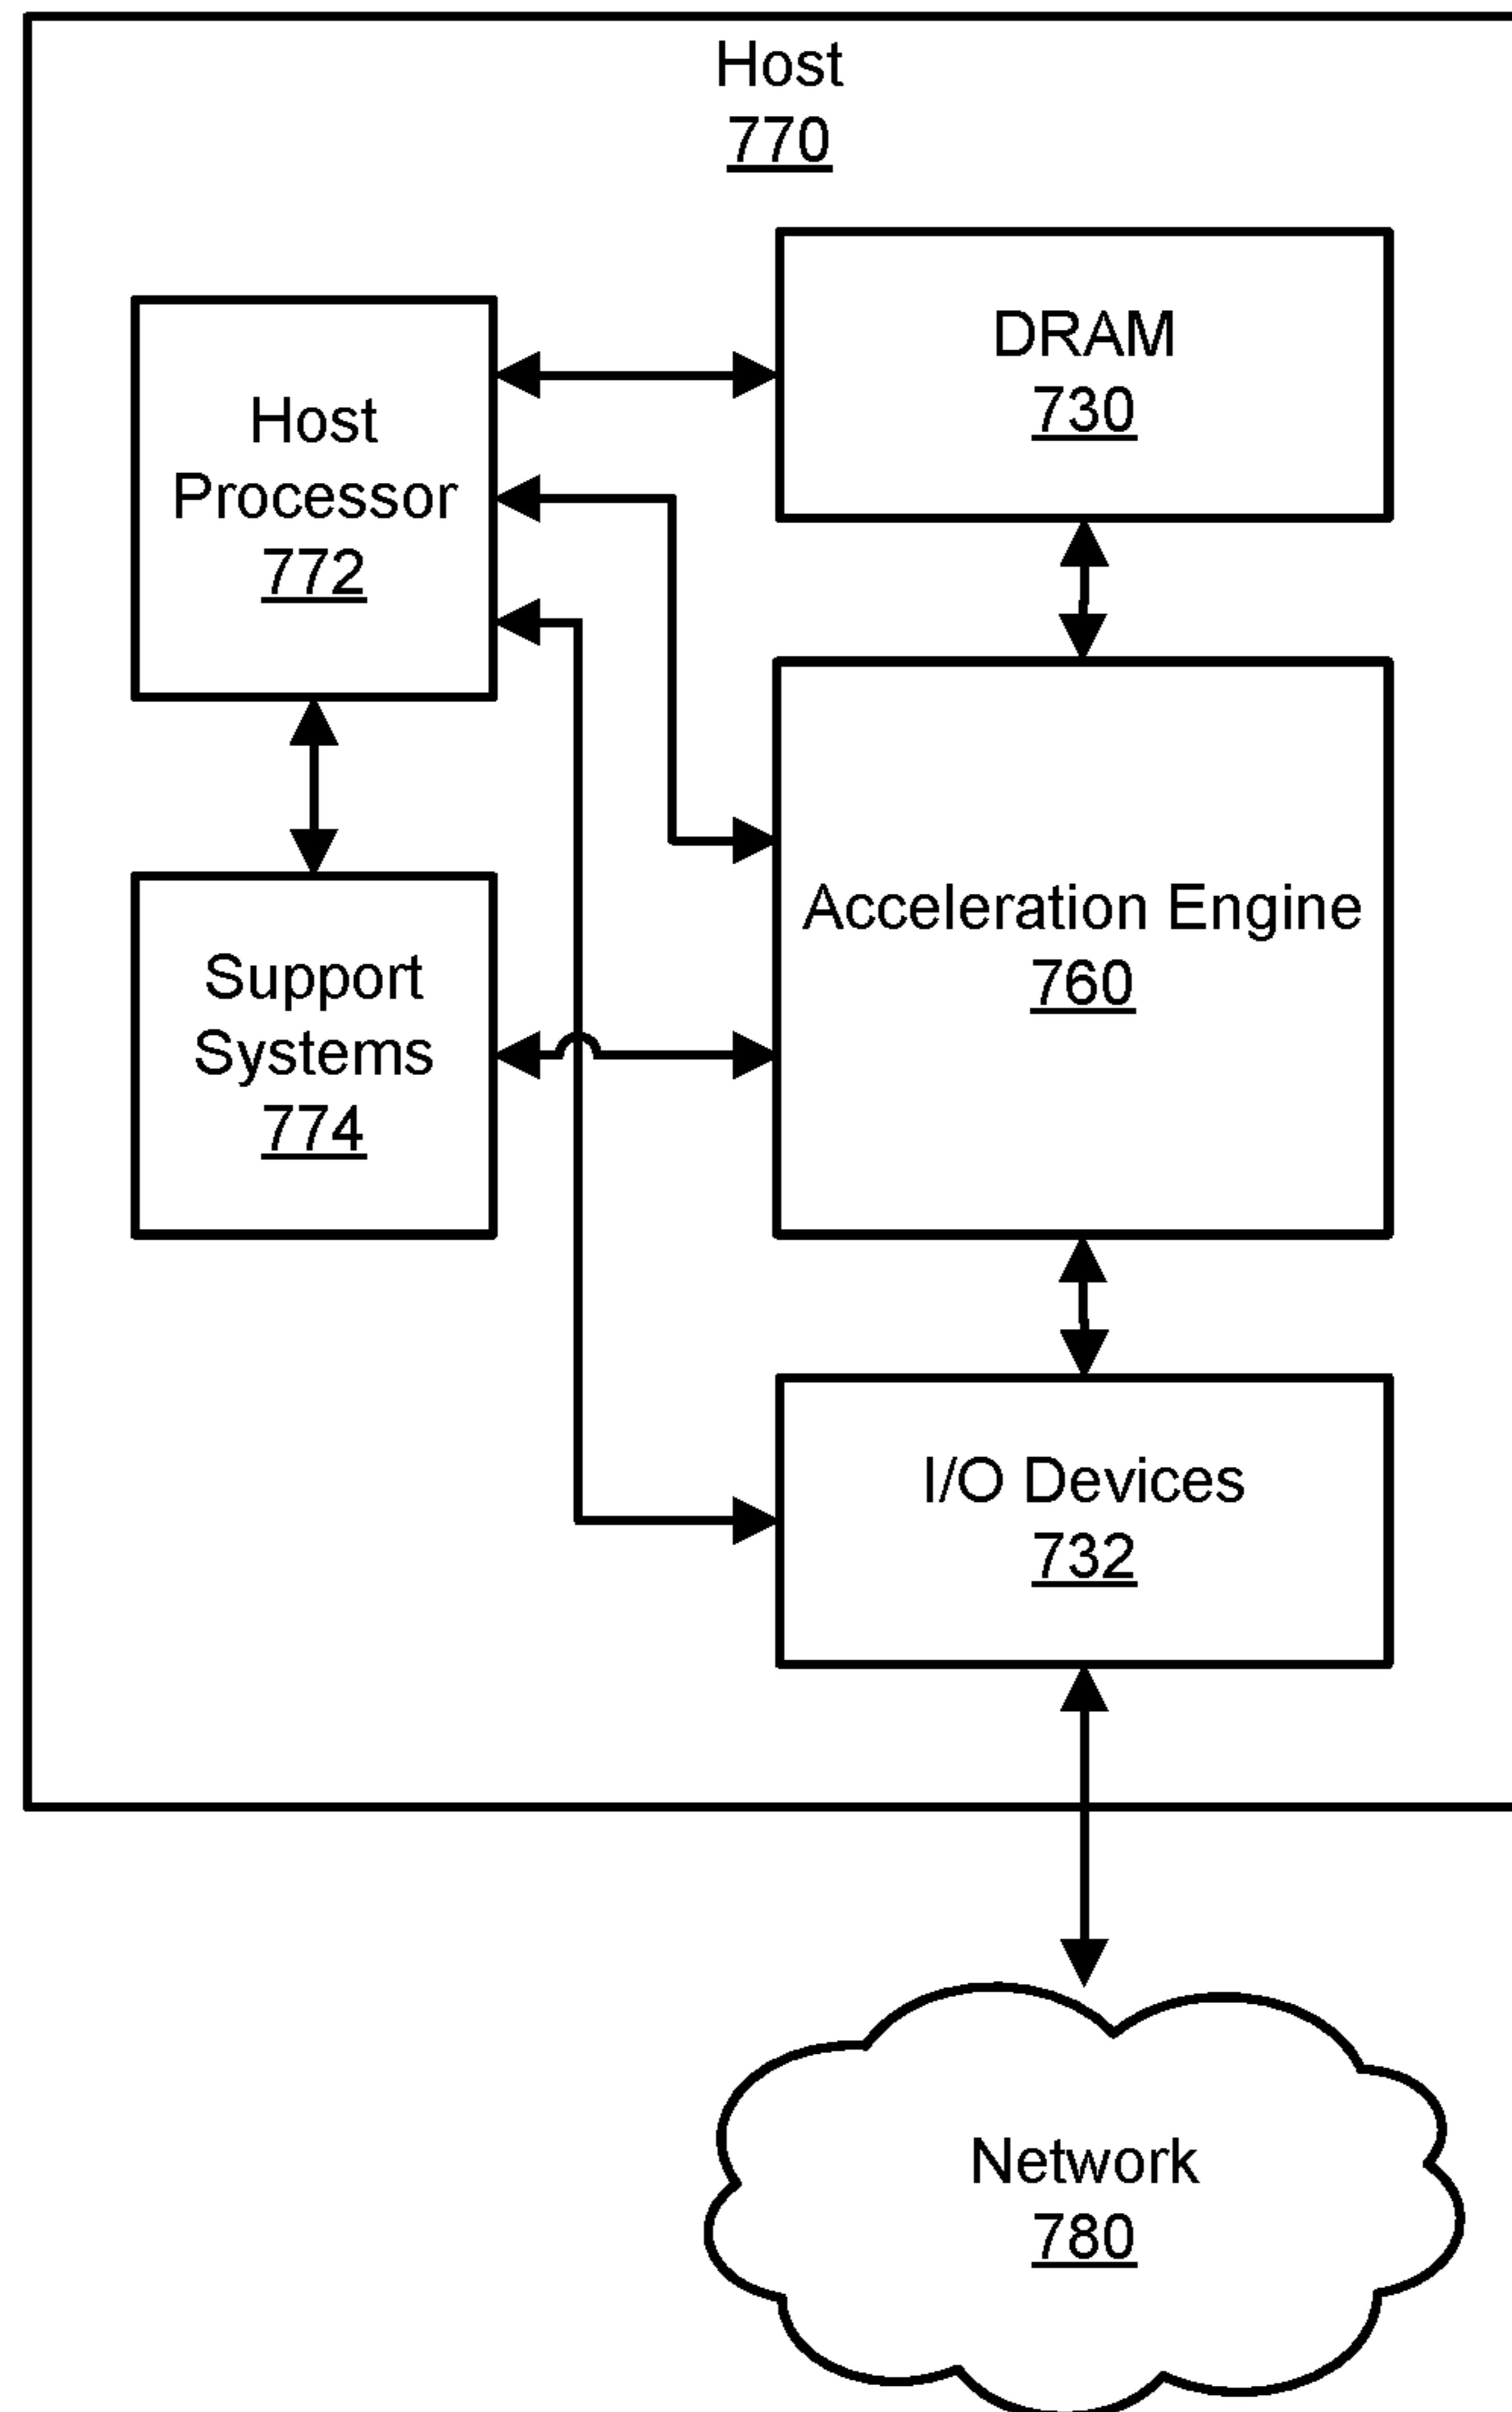 Host
770
DRAM
730
Host
Processor
772
Acceleration Engine
760
Support
Systems
774
I/O Devices
732
Network
780